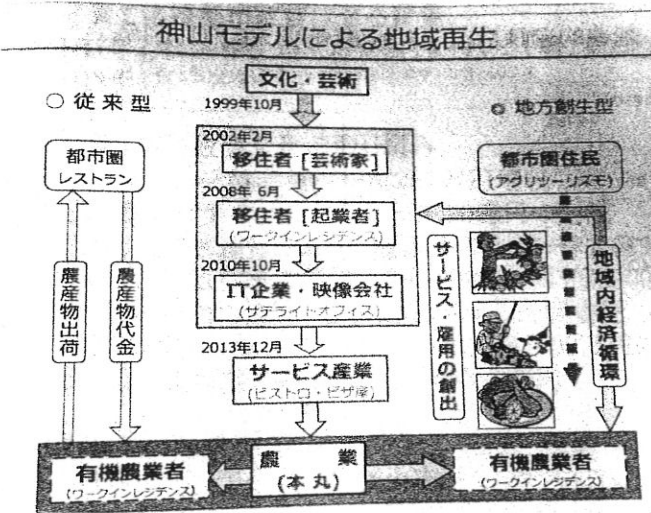 神山モデルによる地域再生
文化・芸術
1999年10月
○ 従来型
◎ 地方創生型
2002年2月
移住者 [芸術家]
都市圏
レストラン
都市圏住民
(アグリツーリズモ)
2008年 6月
移住者 [起業者]
(ワークインレジデンス)
2010年10月
IT企業・映像会社
(サテライトオフィス)
農産物出荷
農産物代金
サービス・雇用の創出
地域内経済循環
2013年12月
サービス産業
(ビストロ・ピザ屋)
農 業
(本丸)
有機農業者
(ワークインレジデンス)
有機農業者
(ワークインレジデンス)